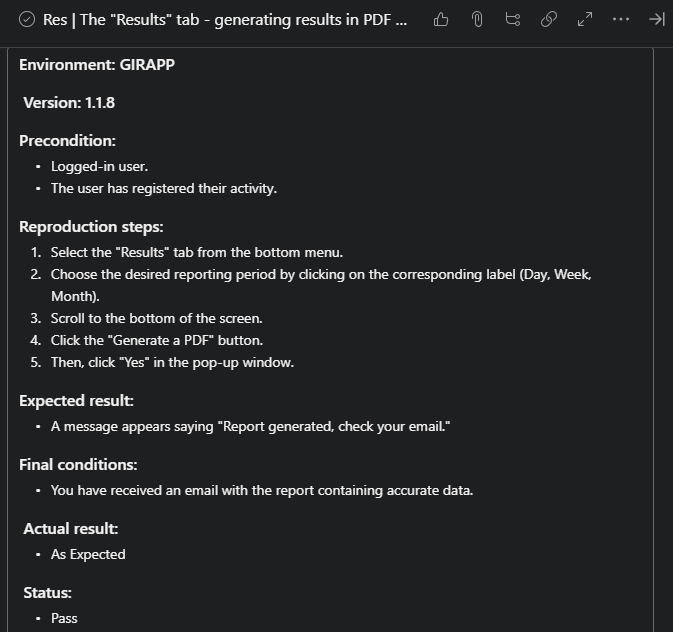 Res | The "Results" tab - generating results in PDF ...
Environment: GIRAPP
Version: 1.1.8
Precondition:
• Logged-in user.
• The user has registered their activity.
Reproduction steps:
1. Select the "Results" tab from the bottom menu.
2. Choose the desired reporting period by clicking on the corresponding label (Day, Week,
Month).
3. Scroll to the bottom of the screen.
4. Click the "Generate a PDF" button.
5. Then, click "Yes" in the pop-up window.
Expected result:
• A message appears saying "Report generated, check your email."
Final conditions:
• You have received an email with the report containing accurate data.
Actual result:
• As Expected
Status:
• Pass